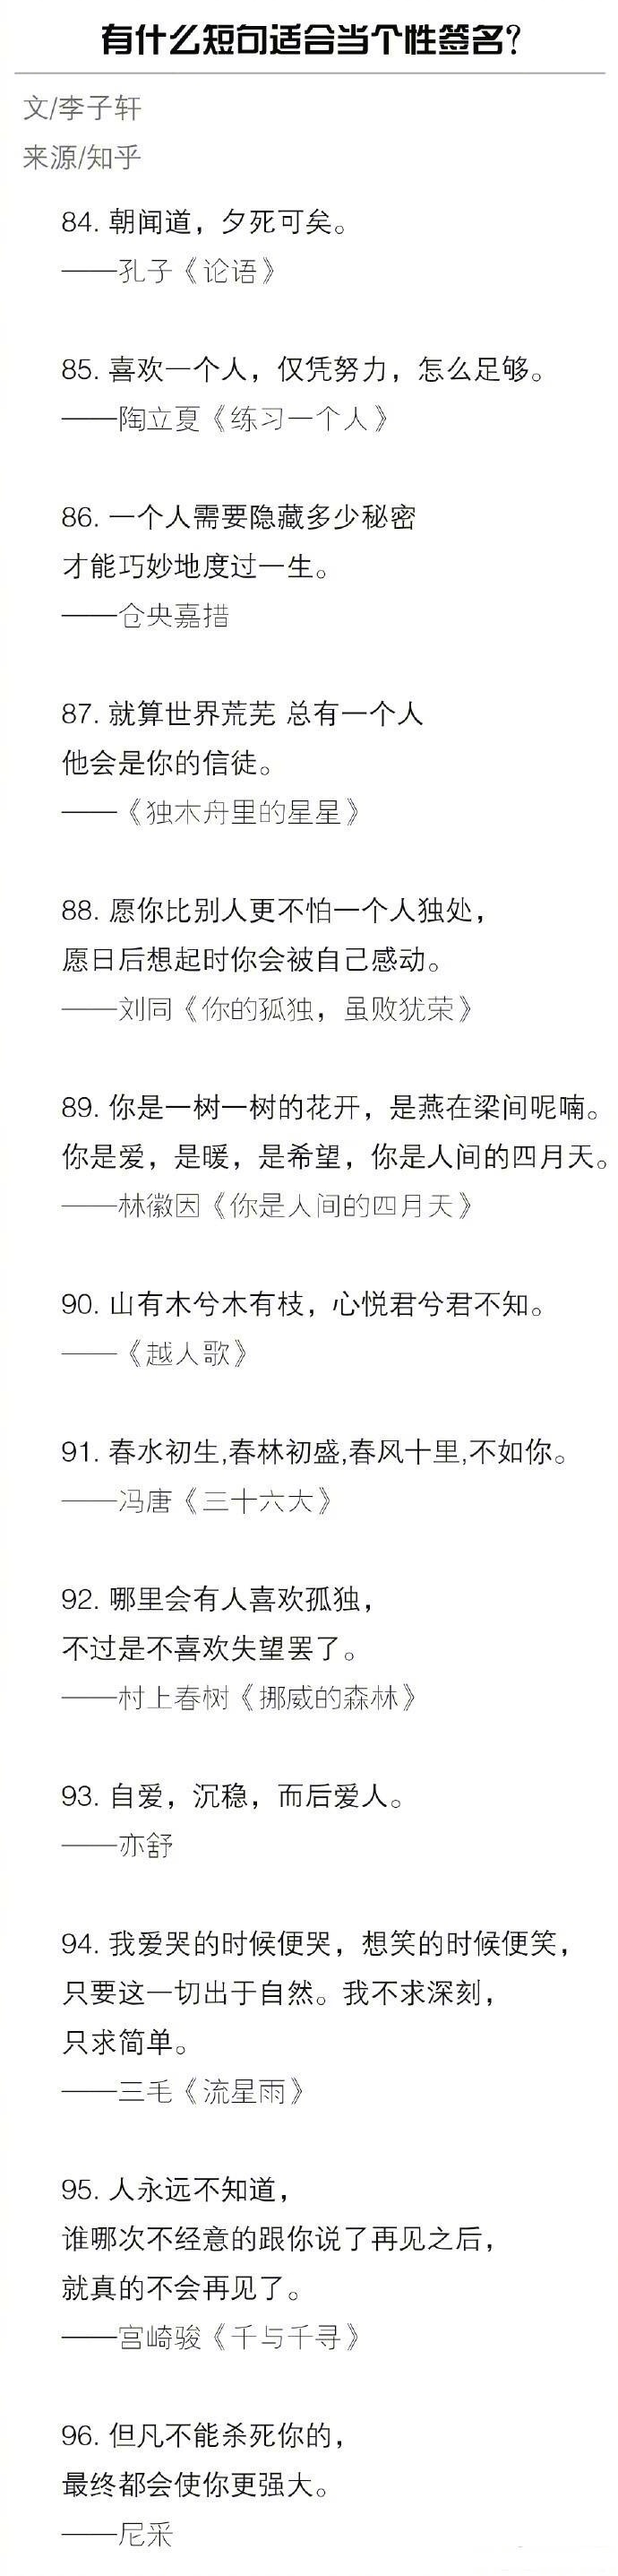 有什么短句适合当个性签名?
文/李子轩
来源/知乎
84. 朝闻道，夕死可矣。
——孔子《论语》
85. 喜欢一个人，仅凭努力，怎么足够。
——陶立夏《练习一个人》
86. 一个人需要隐藏多少秘密
才能巧妙地度过一生。
——仓央嘉措
87. 就算世界荒芜 总有一个人
他会是你的信徒。
——《独木舟里的星星》
88. 愿你比别人更不怕一个人独处，
愿日后想起时你会被自己感动。
——刘同《你的孤独，虽败犹荣》
89. 你是一树一树的花开，是燕在梁间呢喃。
你是爱，是暖，是希望，你是人间的四月天。
——林徽因《你是人间的四月天》
90. 山有木兮木有枝，心悦君兮君不知。
——《越人歌》
91. 春水初生,春林初盛,春风十里,不如你。
——冯唐《三十六大》
92. 哪里会有人喜欢孤独，
不过是不喜欢失望罢了。
——村上春树《挪威的森林》
93. 自爱，沉稳，而后爱人。
——亦舒
94. 我爱哭的时候便哭，想笑的时候便笑，
只要这一切出于自然。我不求深刻，
只求简单。
——三毛《流星雨》
95. 人永远不知道，
谁哪次不经意的跟你说了再见之后，
就真的不会再见了。
——宫崎骏《千与千寻》
96. 但凡不能杀死你的，
最终都会使你更强大。
——尼采